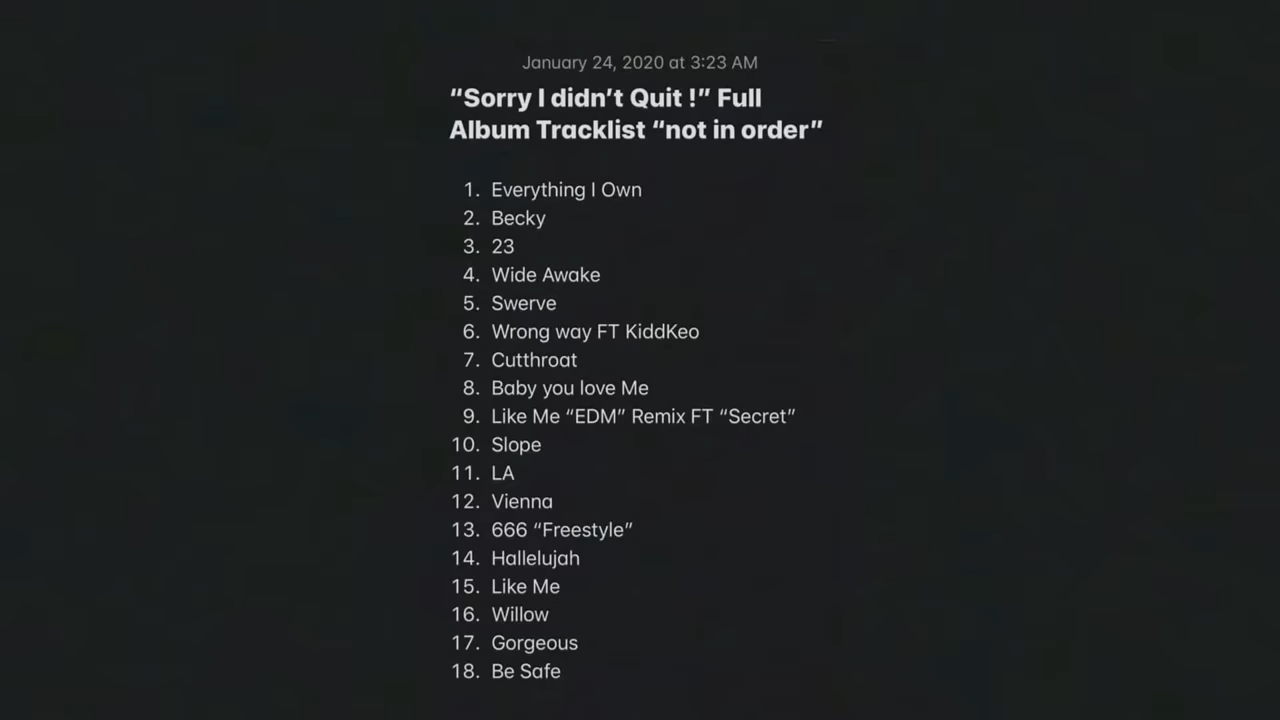 January 24, 2020 at 3:23 AM
“Sorry I didn’t Quit !” Full
Album Tracklist “not in order”
1. Everything I Own
2. Becky
3. 23
4. Wide Awake
5. Swerve
6. Wrong way FT KiddKeo
7. Cutthroat
8. Baby you love Me
9. Like Me “EDM” Remix FT “Secret”
10. Slope
11. LA
12. Vienna
13. 666 “Freestyle”
14. Hallelujah
15. Like Me
16. Willow
17. Gorgeous
18. Be Safe